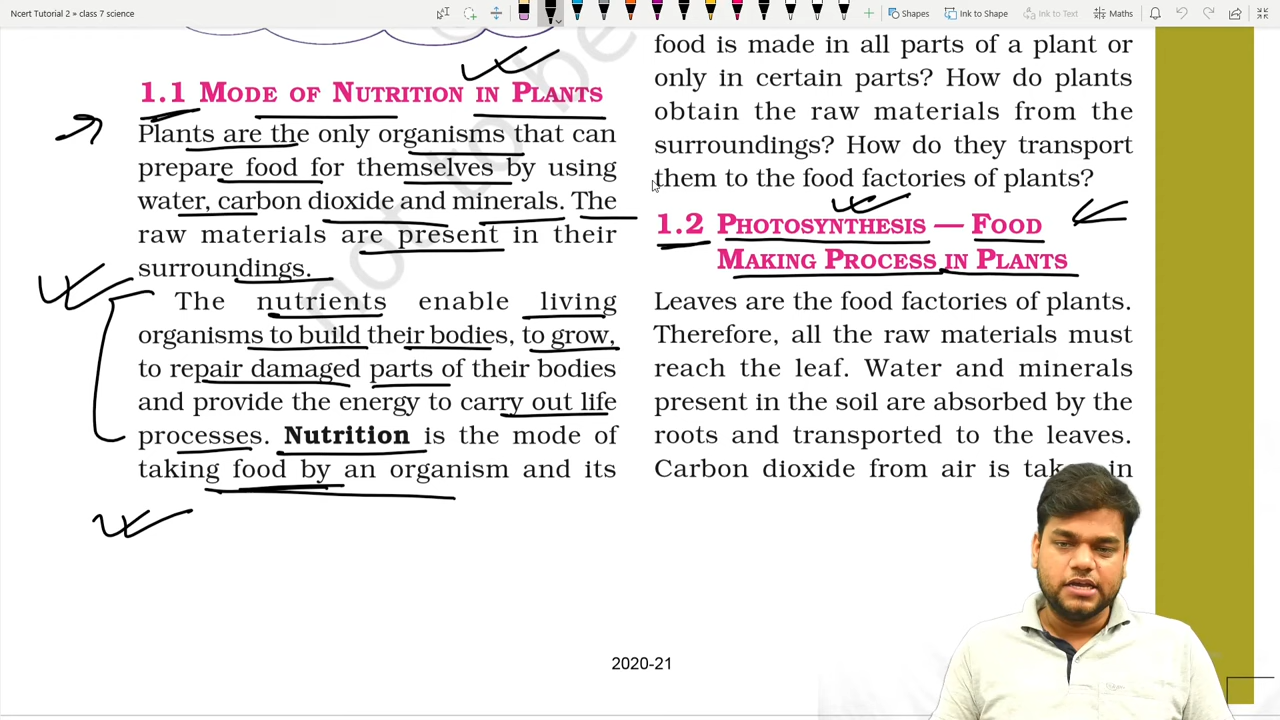 Ncert Tutorial 2 » class 7 science
Shapes
Ink to Shape
Ink to Text
Maths
1.1 MODE OF NUTRITION IN PLANTS
Plants are the only organisms that can
prepare food for themselves by using
water, carbon dioxide and minerals. The
raw materials are present in their
surroundings.
The nutrients enable living
organisms to build their bodies, to grow,
to repair damaged parts of their bodies
and provide the energy to carry out life
processes. Nutrition is the mode of
taking food by an organism and its
food is made in all parts of a plant or
only in certain parts? How do plants
obtain the raw materials from the
surroundings? How do they transport
them to the food factories of plants?
1.2 PHOTOSYNTHESIS — FOOD
MAKING PROCESS IN PLANTS
Leaves are the food factories of plants.
Therefore, all the raw materials must
reach the leaf. Water and minerals
present in the soil are absorbed by the
roots and transported to the leaves.
Carbon dioxide from air is taken in
not to be
2020-21